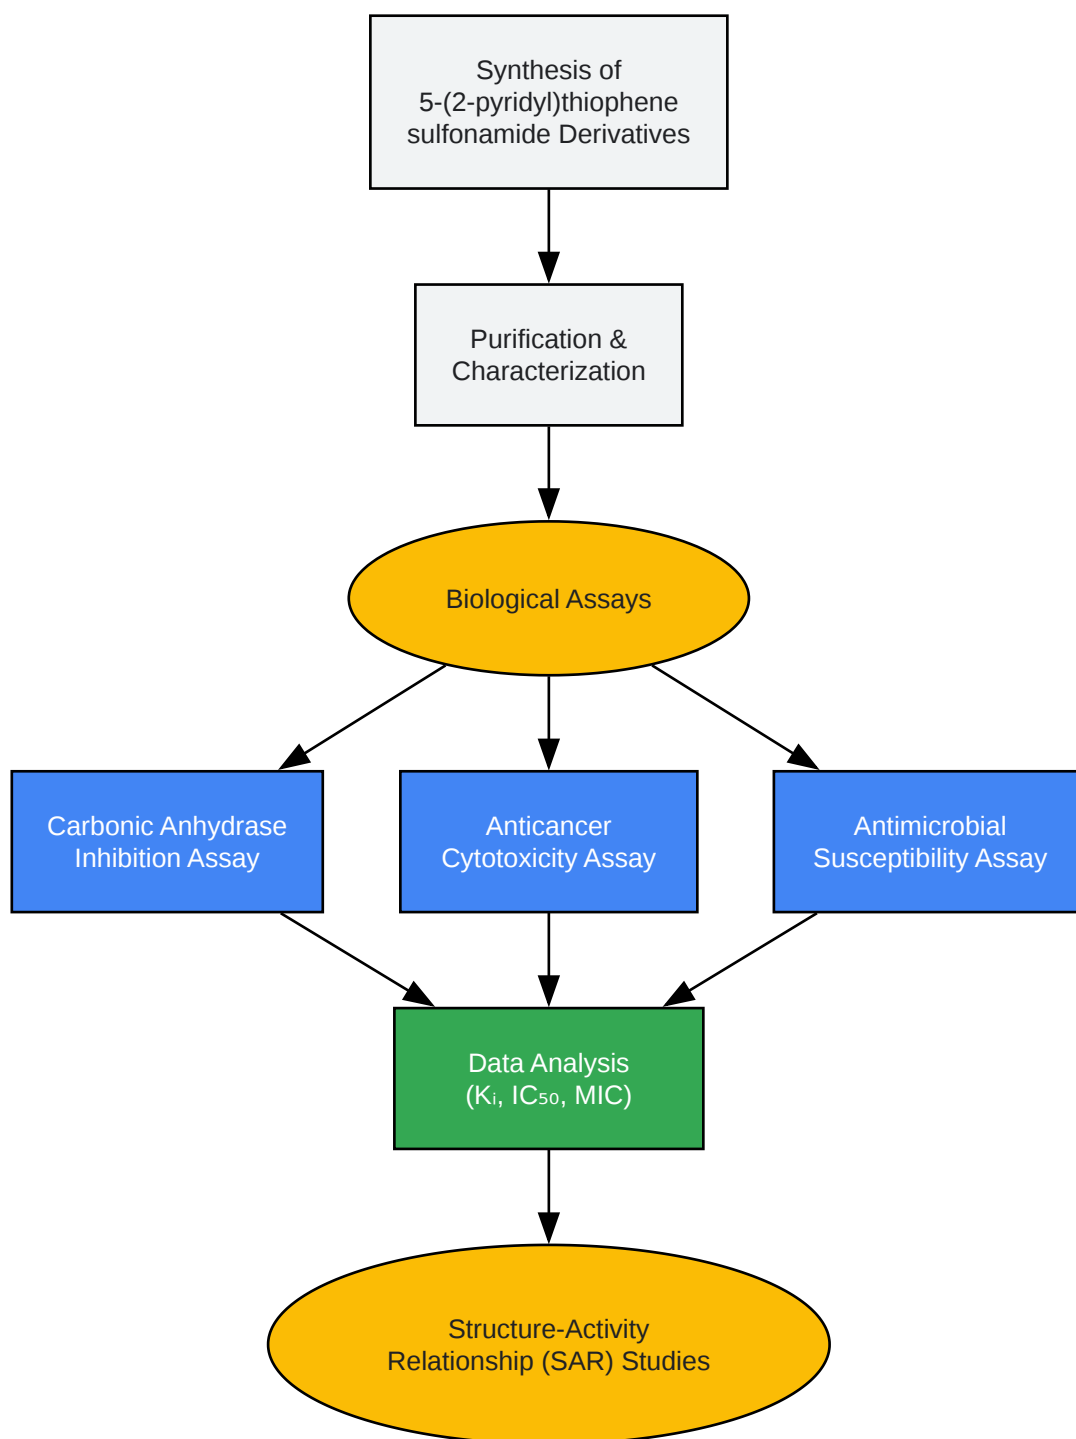 Synthesis of
5-(2-pyridyl)thiophene
sulfonamide Derivatives
Purification &
Characterization
Biological Assays
Carbonic Anhydrase
Inhibition Assay
Anticancer
Cytotoxicity Assay
Antimicrobial
Susceptibility Assay
Data Analysis
(Kᵢ, IC₅₀, MIC)
Structure-Activity
Relationship (SAR) Studies